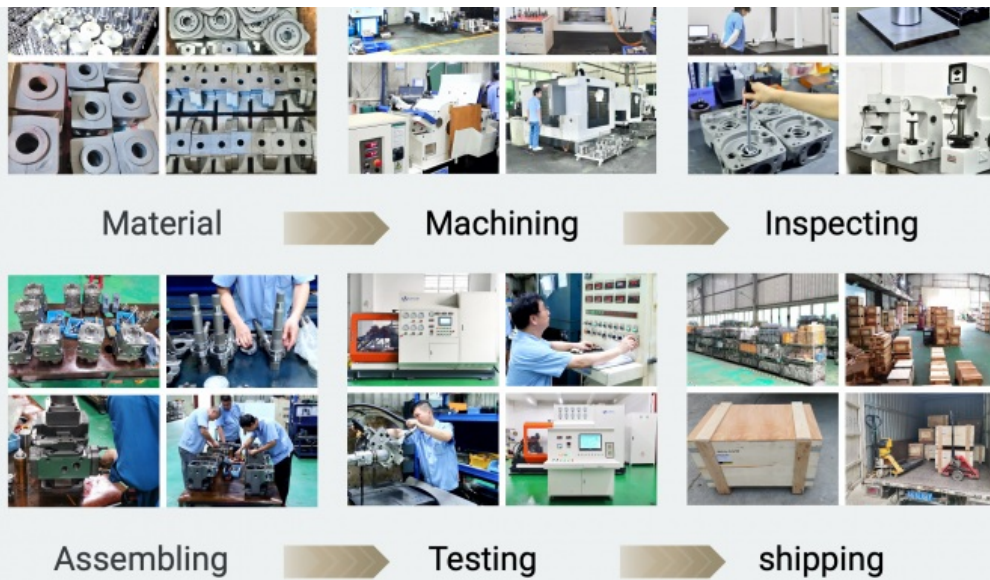 Material
Machining
Inspecting
Assembling
Testing
shipping